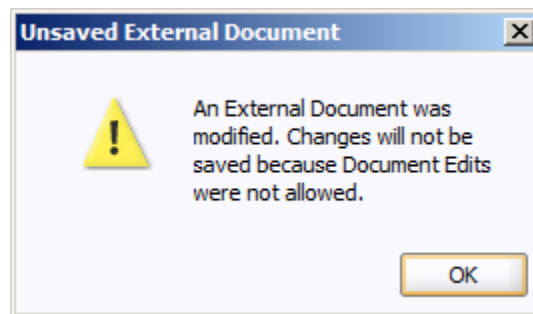 Unsaved External Document
An External Document was
modified. Changes will not be
saved because Document Edits
were not allowed.
OK